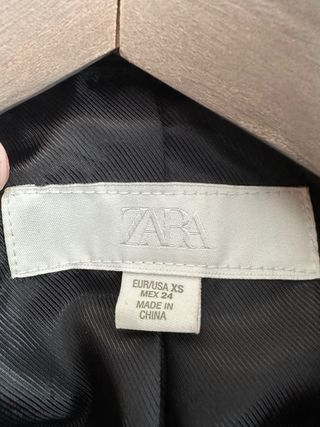 ZARA
EUR/USA XS
MEX 24
MADE IN
CHINA